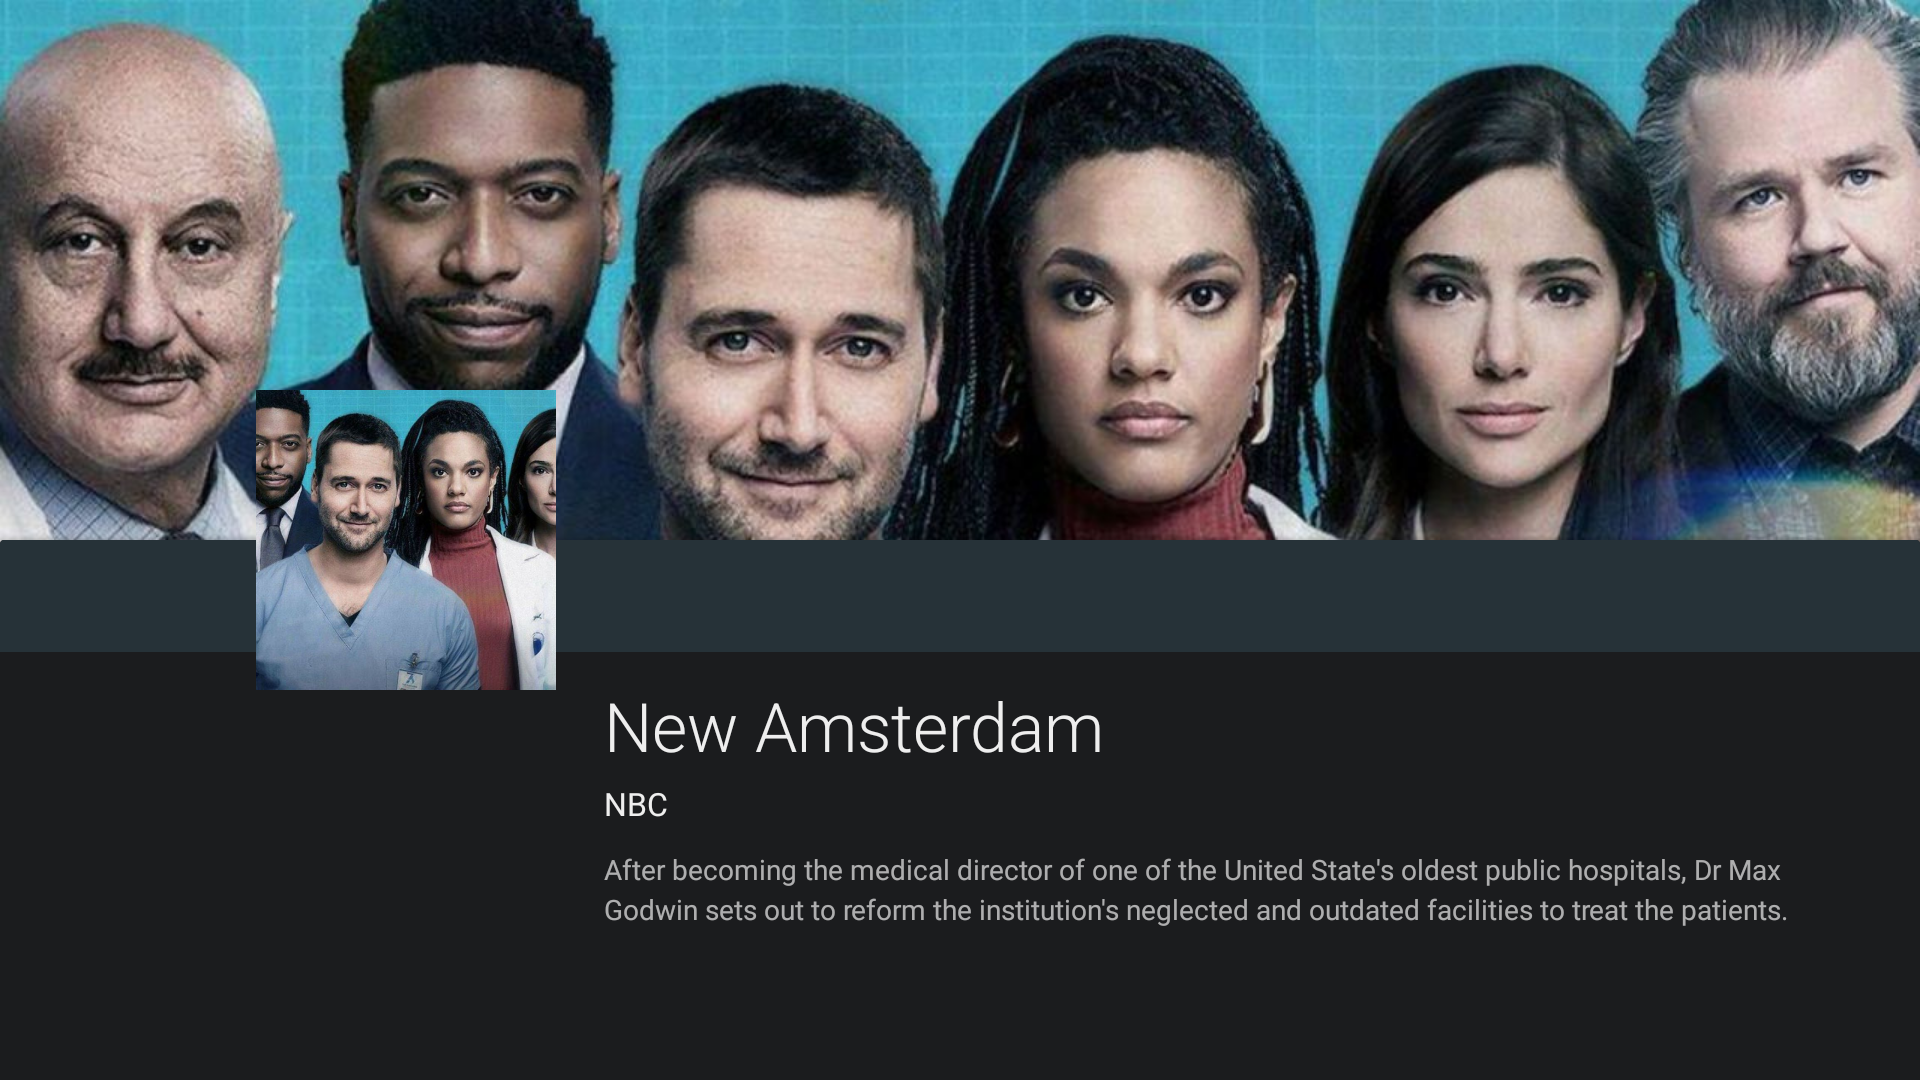 New Amsterdam
NBC
After becoming the medical director of one of the United State's oldest public hospitals, Dr Max
Godwin sets out to reform the institution's neglected and outdated facilities to treat the patients.